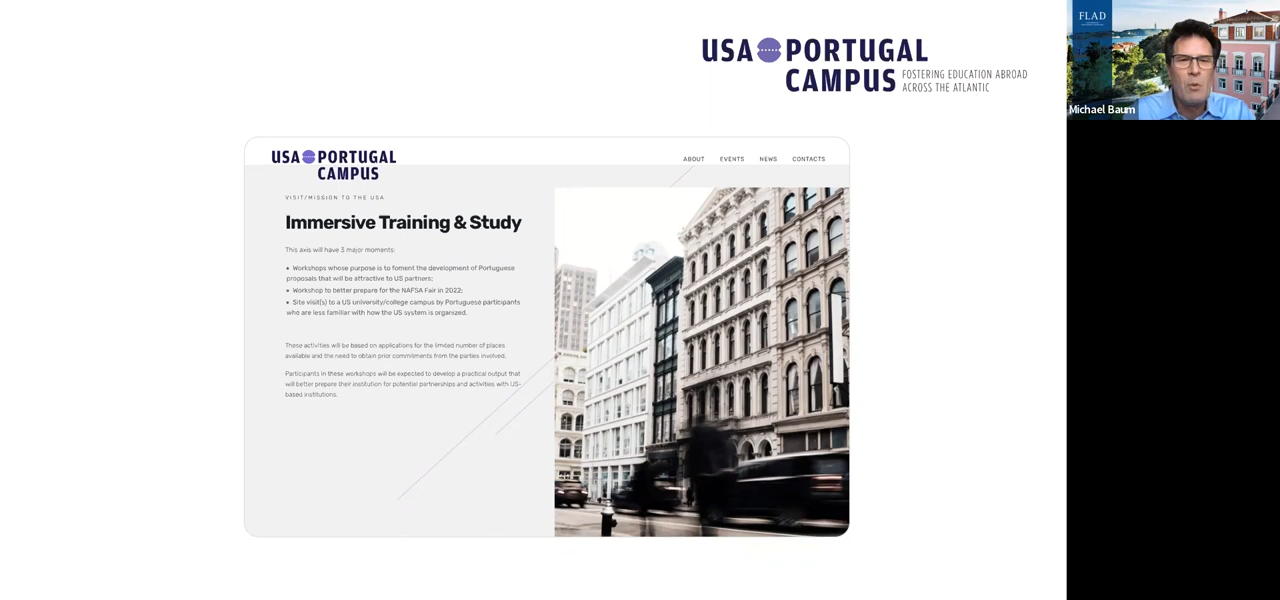 USA PORTUGAL
CAMPUS FOSTERING EDUCATION ABROAD
ACROSS THE ATLANTIC
FLAD
Michael Baum
USA PORTUGAL
CAMPUS
ABOUT EVENTS NEWS CONTACTS
VISIT/MISSION TO THE USA
Immersive Training & Study
This axis will have 3 major moments:
• Workshops whose purpose is to foment the development of Portuguese
proposals that will be attractive to US partners;
• Workshop to better prepare for the NAFSA Fair in 2022;
• Site visit(s) to a US university/college campus by Portuguese participants
who are less familiar with how the US system is organized.
These activities will be based on applications for the limited number of places
available and the need to obtain prior commitments from the parties involved.
Participants in these workshops will be expected to develop a practical output that
will better prepare their institution for potential partnerships and activities with US-
based institutions.